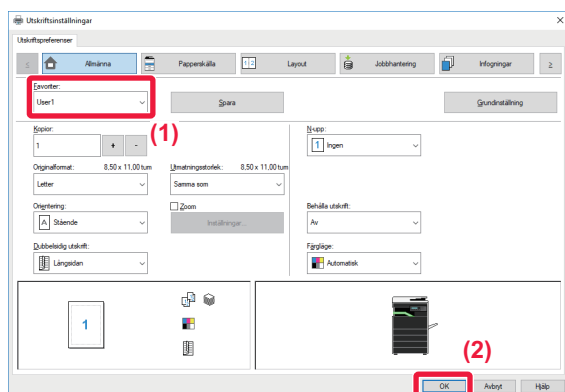 Utskriftsinställningar
Utskriftspreferenser
Allmänna
Papperskälla
Layout
Jobbhantering
Infogningar
Favoriter:
User1
Spara
Grundinställning
(1)
Kopior:
1
+
-
N-upp:
1 Ingen
Originalformat: 8.50 x 11.00 tum
Utmatningsstorlek: 8.50 x 11.00 tum
Letter
Samma som
Orientering:
Zoom
Behålla utskrift:
A Stående
Inställningar...
Av
Dubbelsidig utskrift:
Färgläge:
Långsidan
Automatisk
1
(2)
OK
Avbryt
Hjälp